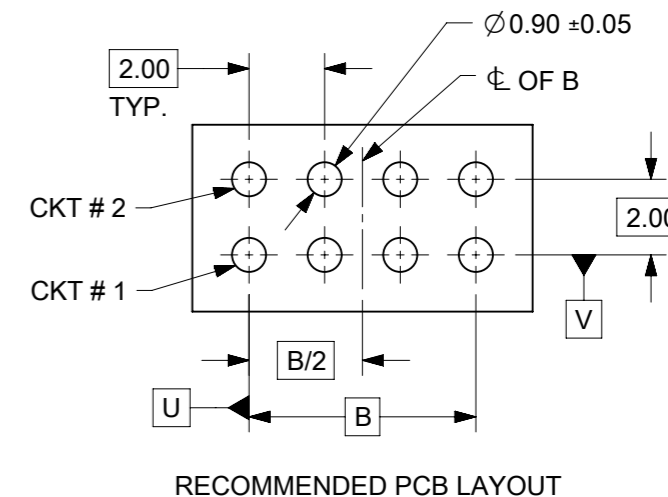 ⌀0.90 ±0.05
2.00
TYP.
℄ OF B
CKT # 2
2.00
CKT # 1
V
B/2
U
B
RECOMMENDED PCB LAYOUT